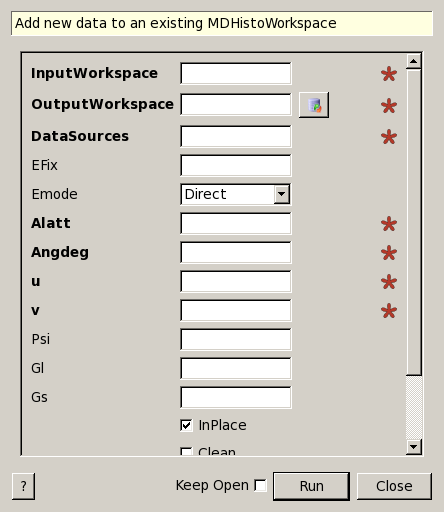 Add new data to an existing MDHistoWorkspace
InputWorkspace
OutputWorkspace
DataSources
EFix
Emode Direct
Alatt
Angdeg
u
v
Psi
Gl
Gs
InPlace
Clean
? Keep Open Run Close